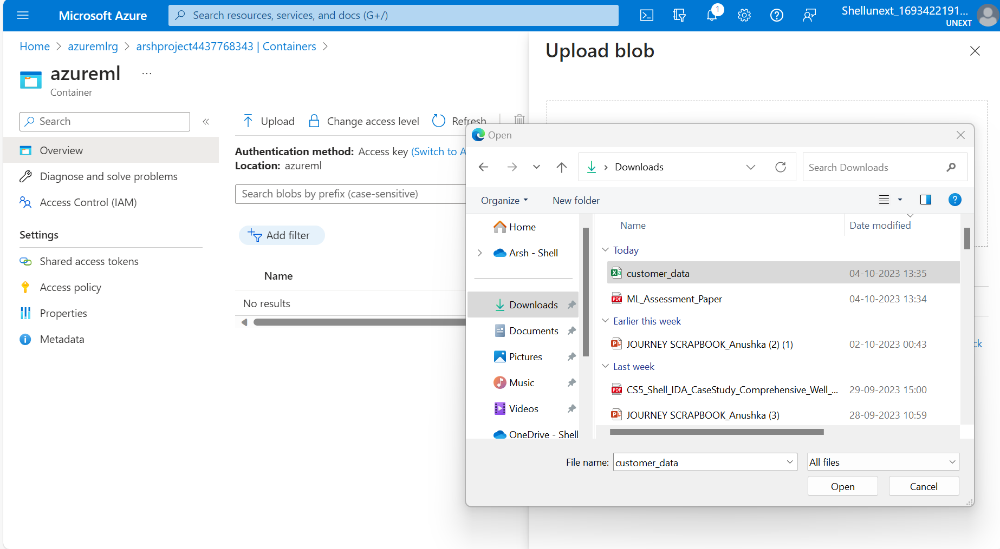 Microsoft Azure
Search resources, services, and docs (G+/)
1
Shellunext_1693422191...
UNEXT
Home > azuremlrg > arshproject4437768343 | Containers >
azureml ...
Container
Search
«
Overview
Diagnose and solve problems
Access Control (IAM)
Settings
Shared access tokens
Access policy
Properties
Metadata
Upload
Change access level
Refresh
Authentication method: Access key (Switch to A
Location: azureml
Search blobs by prefix (case-sensitive)
Add filter
Name
No results
Upload blob
Open
Downloads
Search Downloads
Organize
New folder
Home
Arsh - Shell
Downloads
Documents
Pictures
Music
Videos
OneDrive - Shell
Name Date modified
Today
customer_data 04-10-2023 13:35
ML_Assessment_Paper 04-10-2023 13:34
Earlier this week
JOURNEY SCRAPBOOK_Anushka (2) (1) 02-10-2023 00:43
Last week
CS5_Shell_IDA_CaseStudy_Comprehensive_Well_... 29-09-2023 15:00
JOURNEY SCRAPBOOK_Anushka (3) 28-09-2023 10:59
File name: customer_data
All files
Open
Cancel
ck